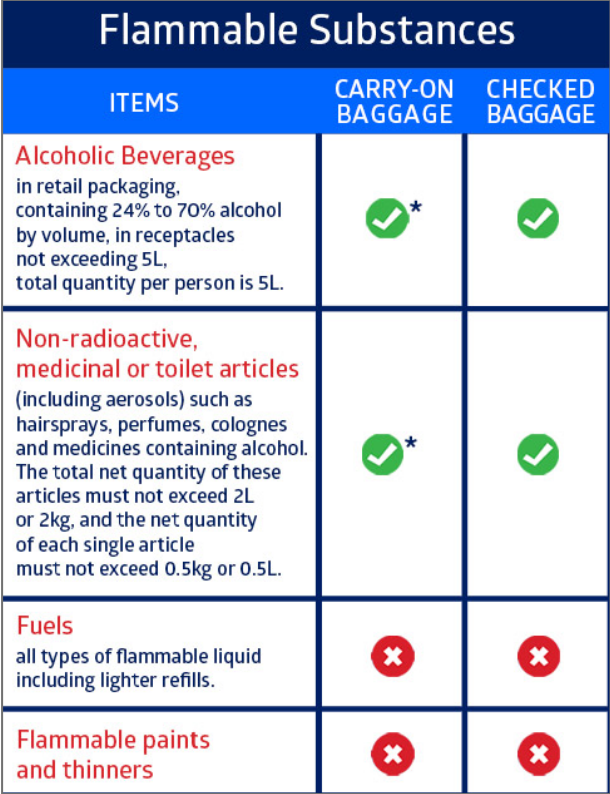 Flammable Substances
ITEMS
CARRY-ON
BAGGAGE
CHECKED
BAGGAGE
Alcoholic Beverages
in retail packaging,
containing 24% to 70% alcohol
by volume, in receptacles
not exceeding 5L,
total quantity per person is 5L.
*
Non-radioactive,
medicinal or toilet articles
(including aerosols) such as
hairsprays, perfumes, colognes
and medicines containing alcohol.
The total net quantity of these
articles must not exceed 2L
or 2kg, and the net quantity
of each single article
must not exceed 0.5kg or 0.5L.
*
Fuels
all types of flammable liquid
including lighter refills.
Flammable paints
and thinners